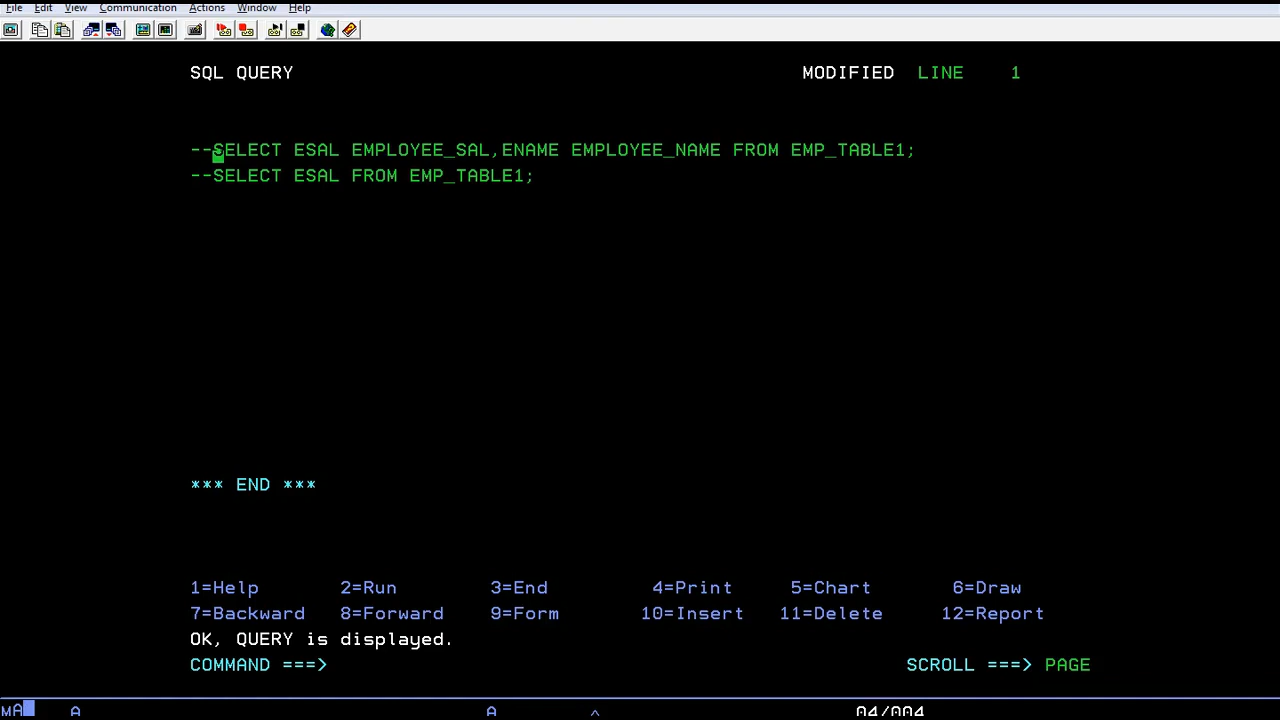 File Edit View Communication Actions Window Help
SQL QUERY MODIFIED LINE 1
--SELECT ESAL EMPLOYEE_SAL,ENAME EMPLOYEE_NAME FROM EMP_TABLE1;
--SELECT ESAL FROM EMP_TABLE1;
*** END ***
1=Help 2=Run 3=End 4=Print 5=Chart 6=Draw
7=Backward 8=Forward 9=Form 10=Insert 11=Delete 12=Report
OK, QUERY is displayed.
COMMAND ===> SCROLL ===> PAGE
MA A A ^ 04/004